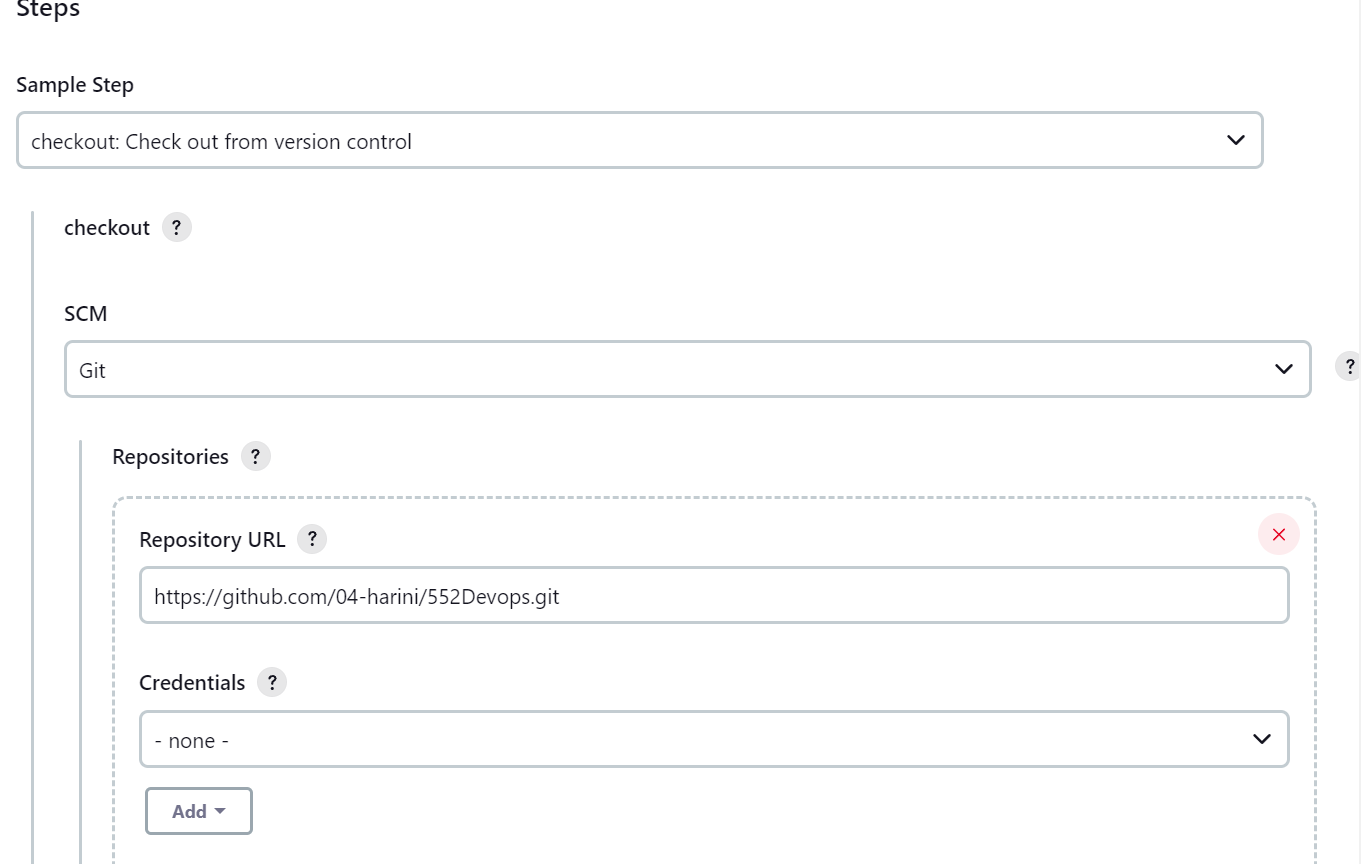 Steps
Sample Step
checkout: Check out from version control
checkout ?
SCM
Git
?
Repositories ?
Repository URL ?
https://github.com/04-harini/552Devops.git
Credentials ?
- none -
Add